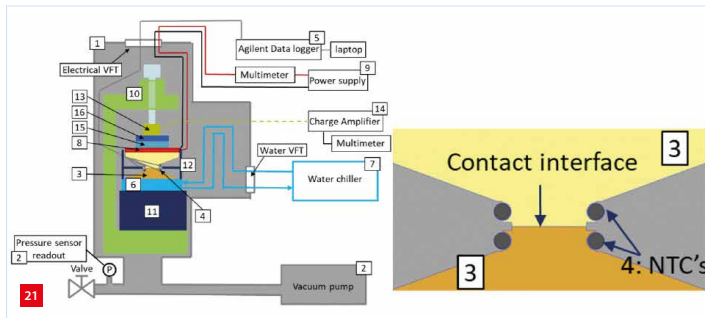 1
5
Agilent Data logger
laptop
Electrical VFT
9
Multimeter
Power supply
10
13
16
15
8
14
Charge Amplifier
Multimeter
12
Water VFT
3
6
7
Water chiller
11
4
Pressure sensor
readout
2
Valve
P
2
Vacuum pump
21
3
Contact interface
4: NTC's
3